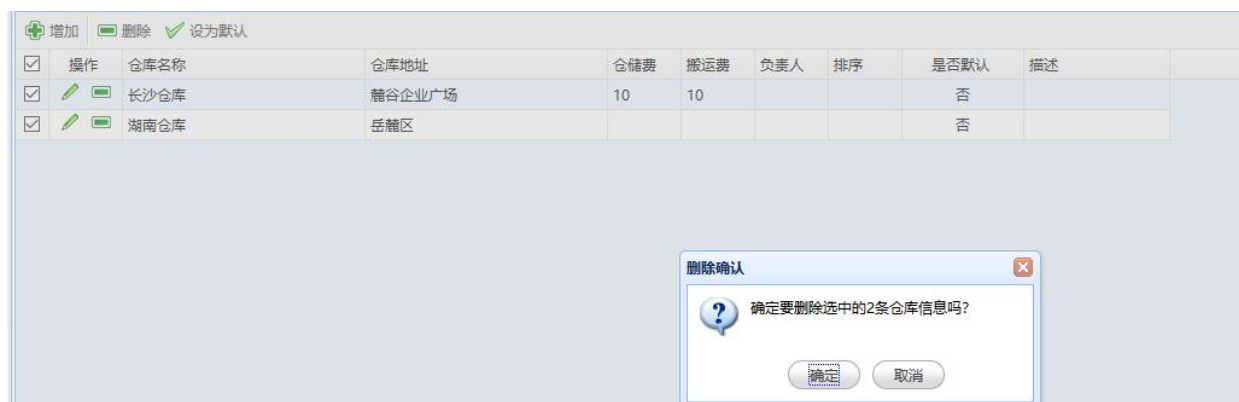 增加 删除 设为默认
操作 仓库名称 仓库地址 仓储费 搬运费 负责人 排序 是否默认 描述
长沙仓库 麓谷企业广场 10 10 否
湖南仓库 岳麓区 否
删除确认
确定要删除选中的2条仓库信息吗?
确定 取消